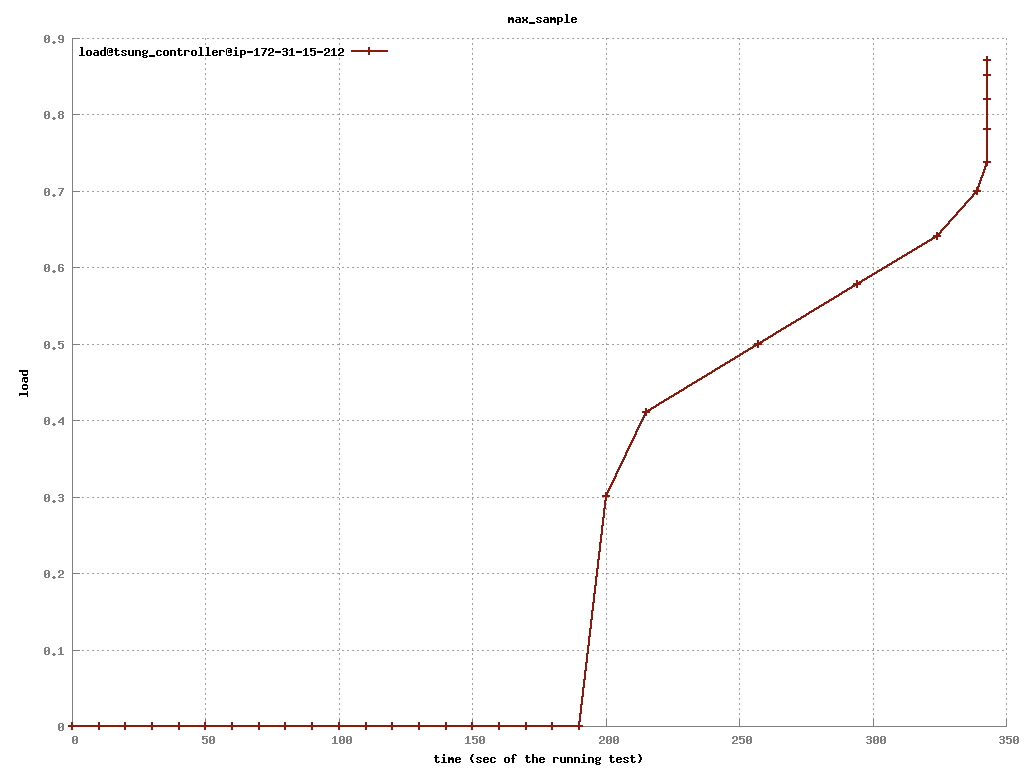 max_sample
load@tsung_controller@ip-172-31-15-212
0.9
0.8
0.7
0.6
0.5
0.4
0.3
0.2
0.1
0
load
0 50 100 150 200 250 300 350
time (sec of the running test)